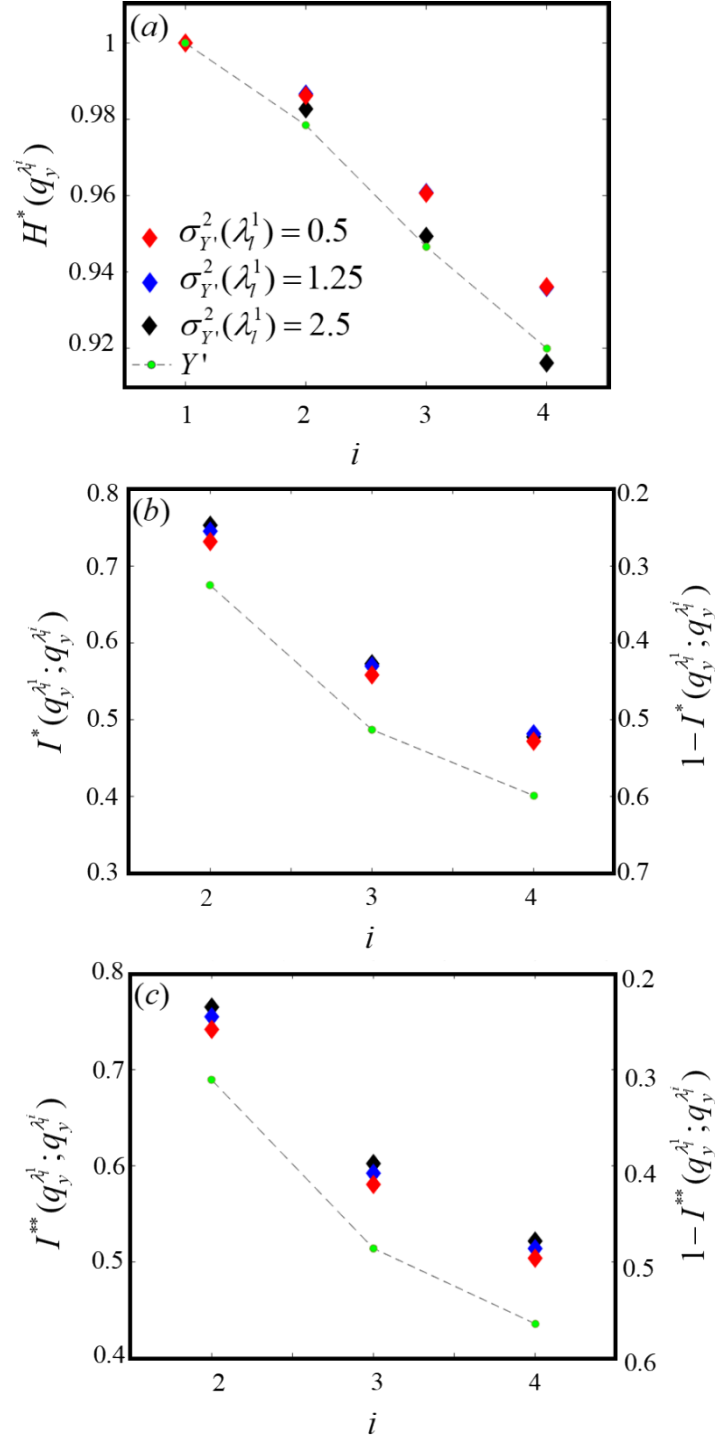 (a)
1
0.98
0.96
0.94
0.92
H*(q_y^{λ_l^i})
σ²_{Y'}(λ_l^1) = 0.5
σ²_{Y'}(λ_l^1) = 1.25
σ²_{Y'}(λ_l^1) = 2.5
Y'
1 2 3 4
i
(b)
0.8
0.7
0.6
0.5
0.4
0.3
I*(q_y^{λ_l^1};q_y^{λ_l^i})
0.2
0.3
0.4
0.5
0.6
0.7
1−I*(q_y^{λ_l^1};q_y^{λ_l^i})
2 3 4
i
(c)
0.8
0.7
0.6
0.5
0.4
I**(q_y^{λ_l^1};q_y^{λ_l^i})
0.2
0.3
0.4
0.5
0.6
1−I**(q_y^{λ_l^1};q_y^{λ_l^i})
2 3 4
i